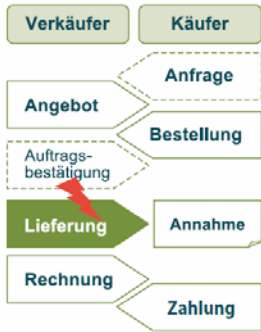 Verkäufer Käufer
Anfrage
Angebot
Bestellung
Auftrags-
bestätigung
Lieferung Annahme
Rechnung
Zahlung